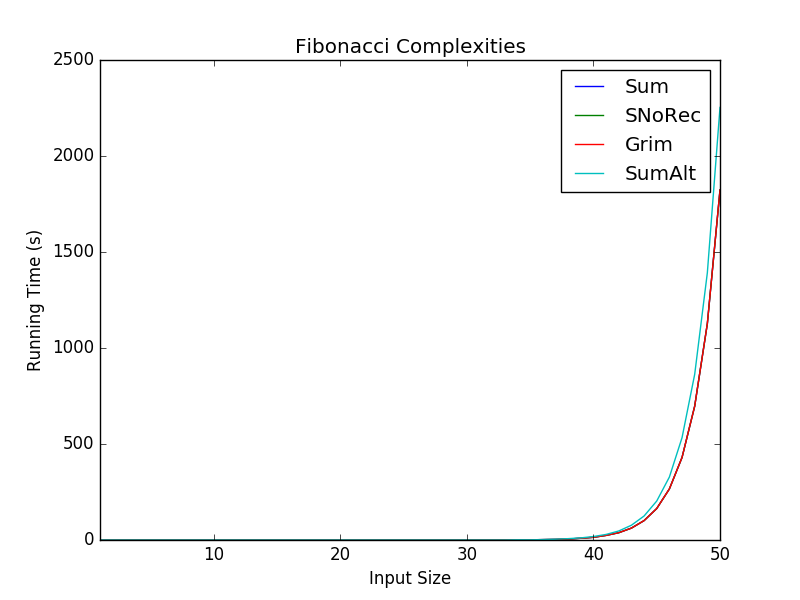 Fibonacci Complexities
2500
2000
1500
1000
500
0
Running Time (s)
Sum
SNoRec
Grim
SumAlt
10 20 30 40 50
Input Size